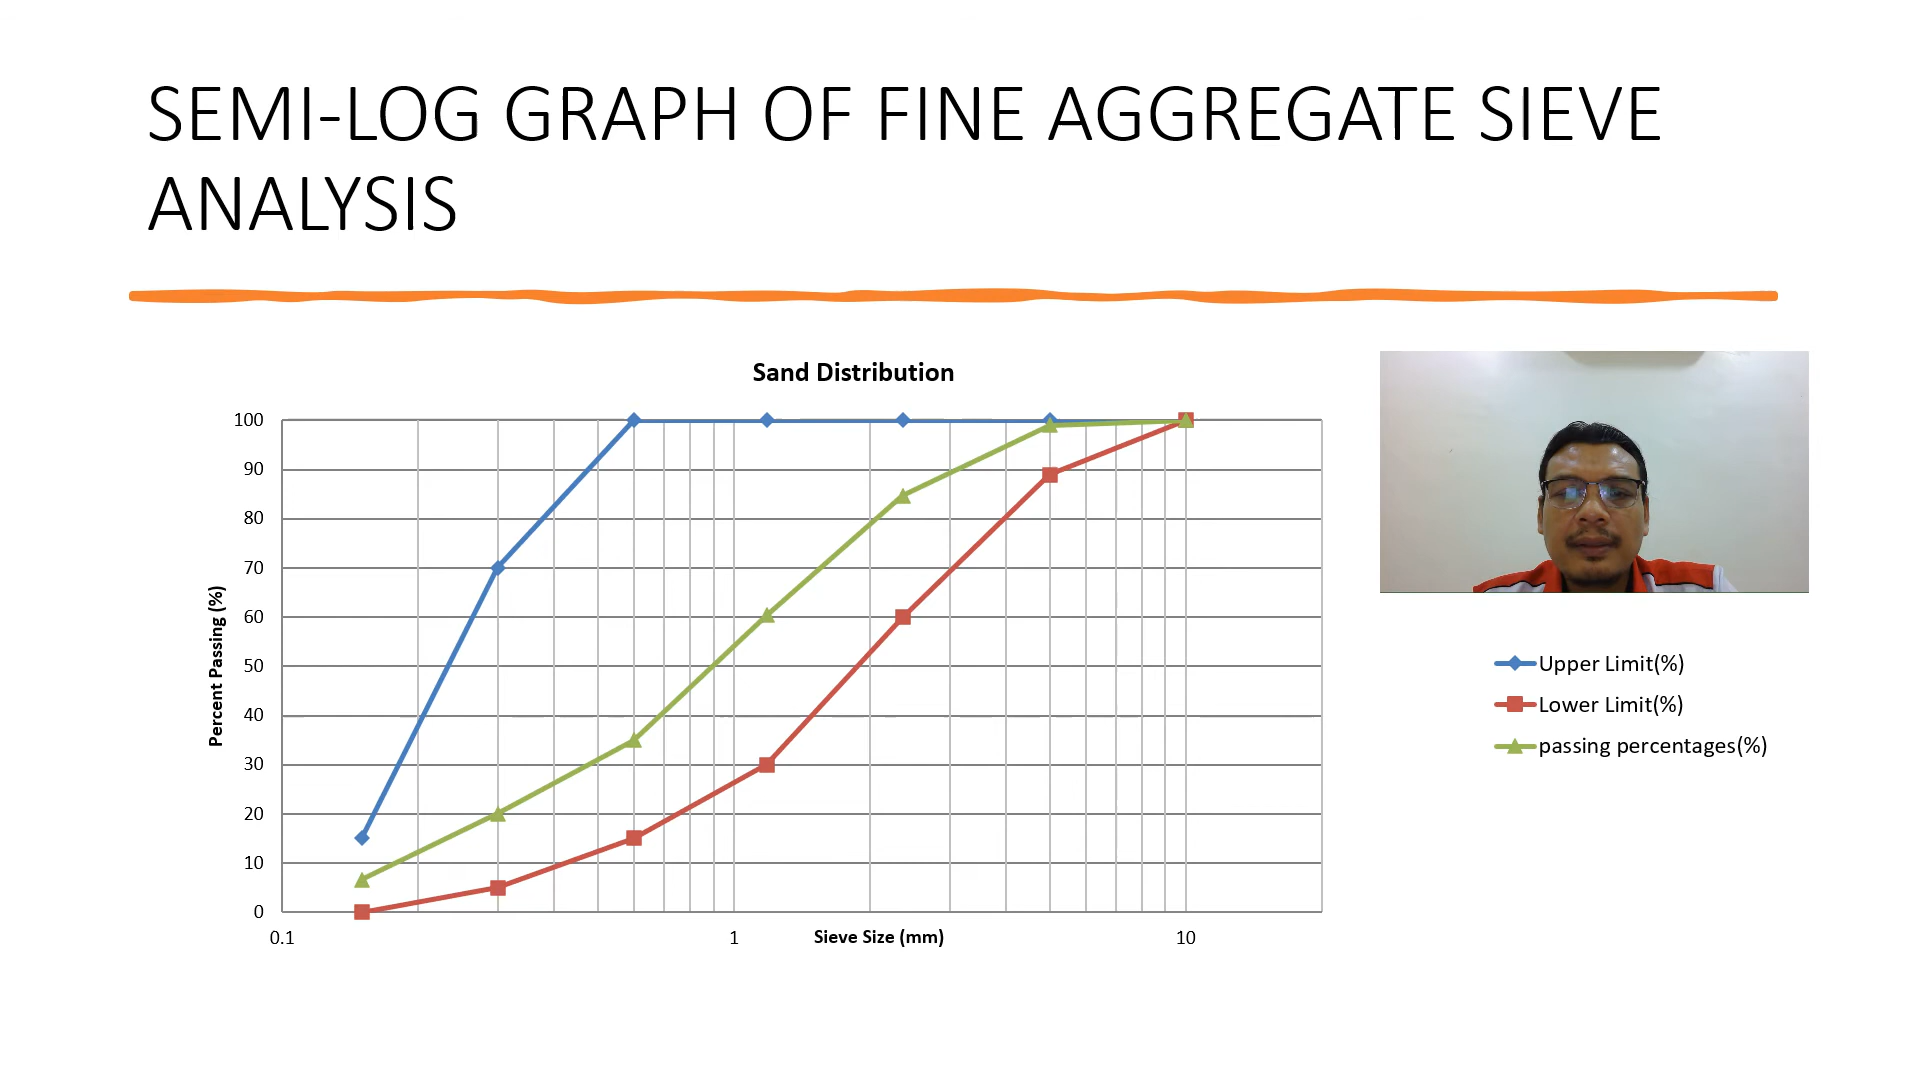 SEMI-LOG GRAPH OF FINE AGGREGATE SIEVE
ANALYSIS
Sand Distribution
100
90
80
70
60
50
40
30
20
10
0
Percent Passing (%)
0.1
1
Sieve Size (mm)
10
Upper Limit(%)
Lower Limit(%)
passing percentages(%)